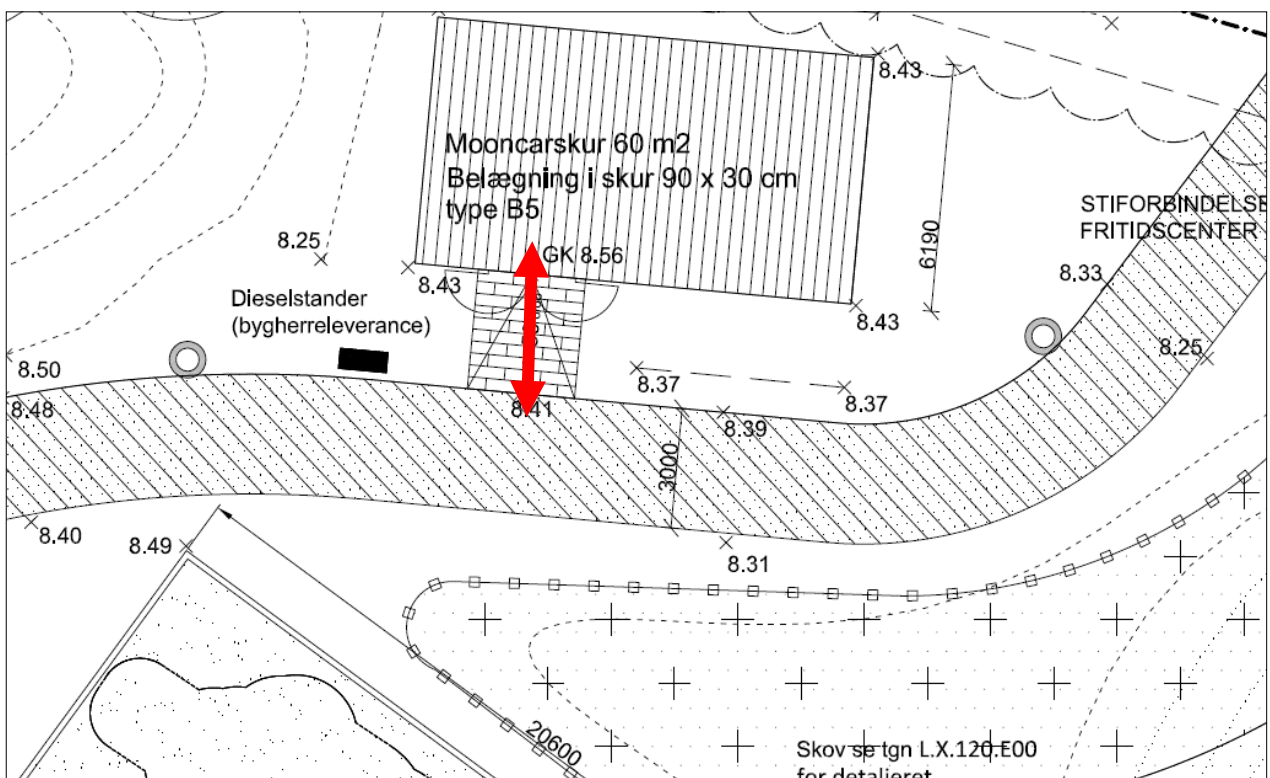 8.43
Mooncarskur 60 m2
Belægning i skur 90 x 30 cm
type B5
STIFORBINDELSE
FRITIDSCENTER
6190
8.25
GK 8.56
8.33
8.43
Dieselstander
(bygherreleverance)
8.43
8.25
8.50
8.37
8.37
8.48
8.41
8.39
3000
8.40
8.49
8.31
20600
Skov se tgn L.X.120.E00
for detaljeret